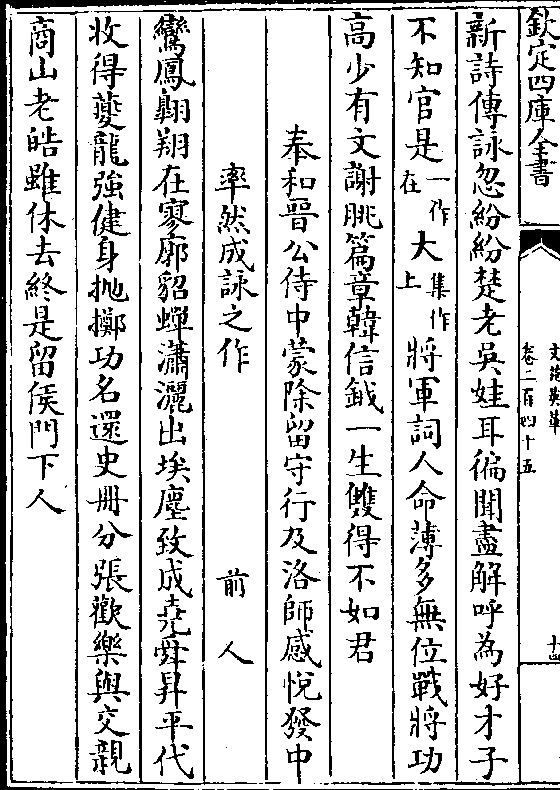 欽定四庫全書
文苑英華
卷二百四十五
十四
新詩傳詠忽紛紛楚老吳娃耳徧聞盡解呼為好才子
不知官是一作在大集作上將軍詞人命薄多無位戰將功
高少有文謝朓篇章韓信鉞一生雙得不如君
奉和晉公侍中蒙除留守行及洛師感悅發中
率然成詠之作 前人
鸞鳳翺翔在寥廓貂蟬瀟灑出埃塵致成堯舜昇平代
收得夔龍強健身抛擲功名還史冊分張歡樂與交親
商山老皓雖休去終是留侯門下人